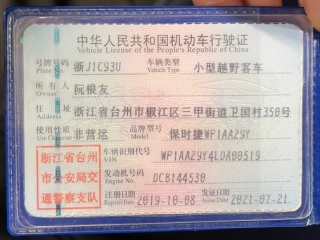 中华人民共和国机动车行驶证
Vehicle License of the People's Republic of China
号牌号码 浙J1C93U 车辆类型 小型越野客车
Plate No. Vehicle Type
所有人 阮根友
Owner
住址 浙江省台州市椒江区三甲街道卫国村350号
Address
使用性质 非营运 品牌型号 保时捷WP1AA29Y
Use Character Model
浙江省台州
市公安局交
通警察支队
车辆识别代号 WP1AA29Y4LDA00519
VIN
发动机号码 DCB144530
Engine No.
注册日期 2019-10-08 发证日期 2021-07-21
Register Date Issue Date